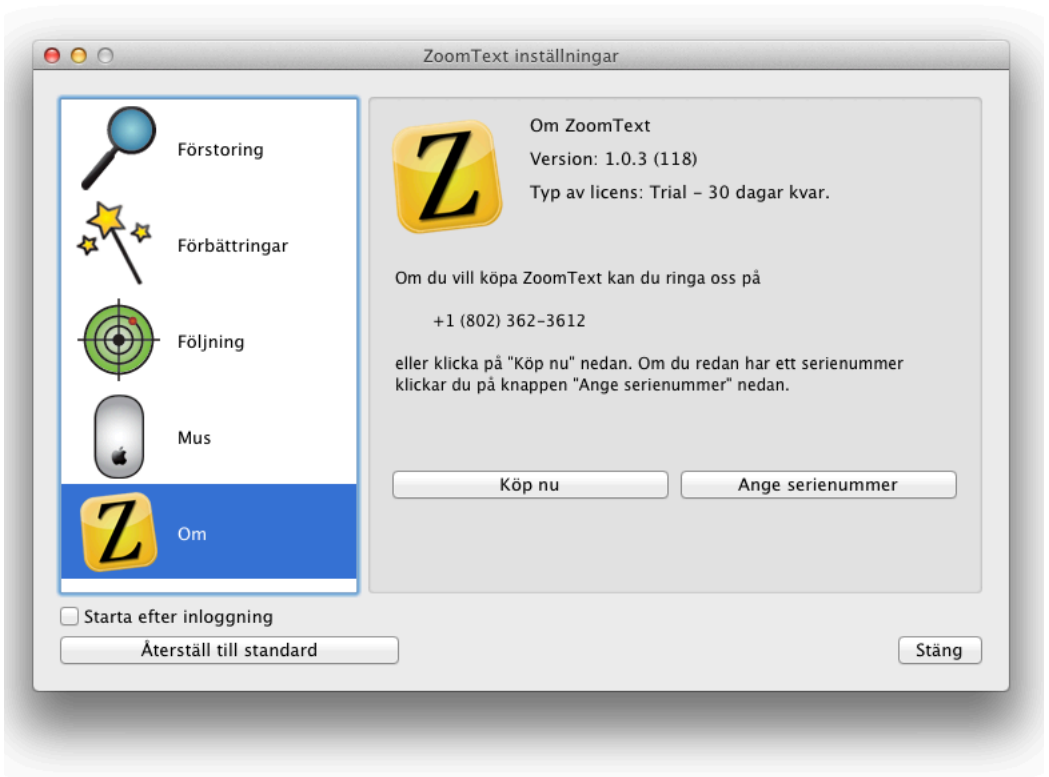 ZoomText inställningar
Förstoring
Förbättringar
Följning
Mus
Z
Om
Z
Om ZoomText
Version: 1.0.3 (118)
Typ av licens: Trial – 30 dagar kvar.
Om du vill köpa ZoomText kan du ringa oss på
+1 (802) 362-3612
eller klicka på "Köp nu" nedan. Om du redan har ett serienummer
klickar du på knappen "Ange serienummer" nedan.
Köp nu
Ange serienummer
Starta efter inloggning
Återställ till standard
Stäng